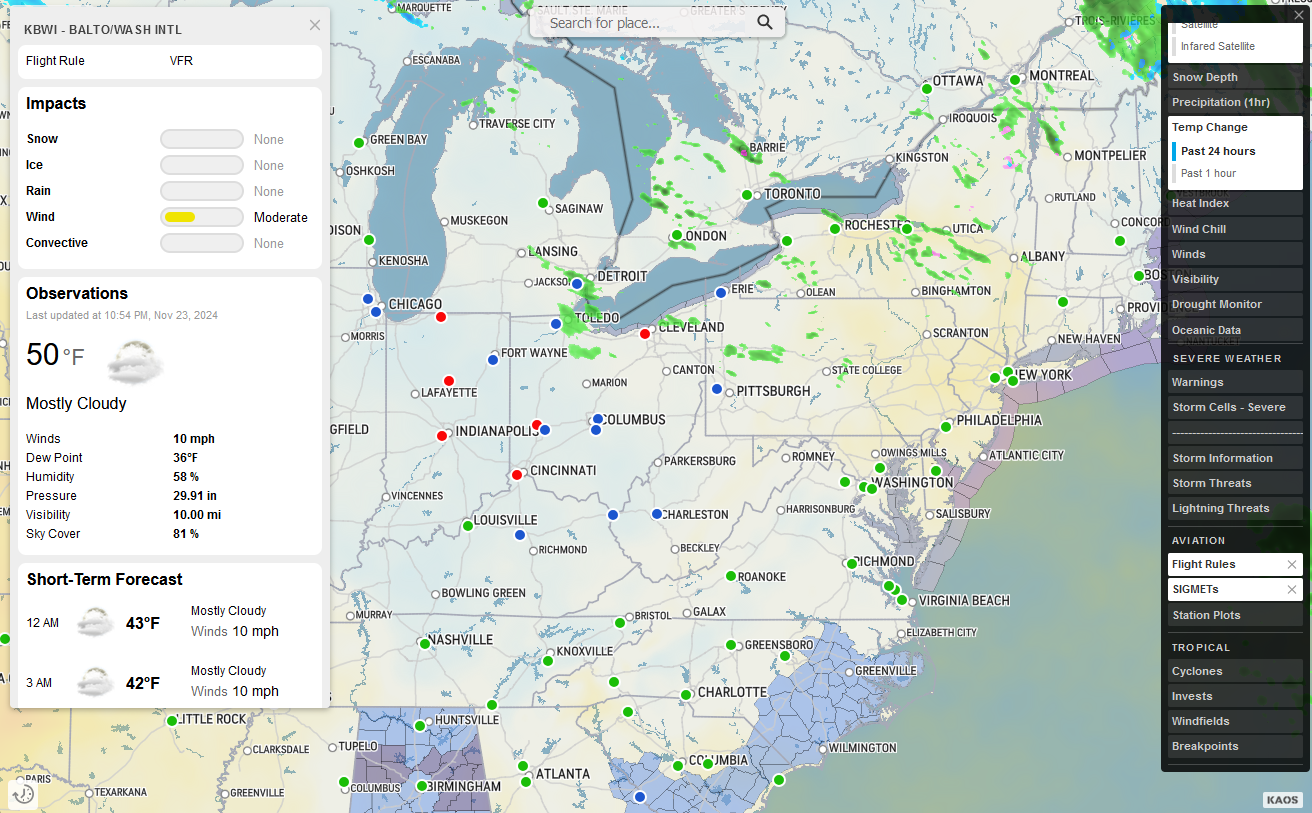 KBWI - BALTO/WASH INTL
Flight Rule VFR
Impacts
Snow None
Ice None
Rain None
Wind Moderate
Convective None
Observations
Last updated at 10:54 PM, Nov 23, 2024
50 °F
Mostly Cloudy
Winds 10 mph
Dew Point 36°F
Humidity 58 %
Pressure 29.91 in
Visibility 10.00 mi
Sky Cover 81 %
Short-Term Forecast
12 AM 43°F Mostly Cloudy
Winds 10 mph
3 AM 42°F Mostly Cloudy
Winds 10 mph
Search for place...
MARQUETTE
SAULT STE. MARIE
GREATER SUDBURY
TROIS-RIVIÈRES
ESCANABA
OTTAWA
MONTREAL
TRAVERSE CITY
IROQUOIS
GREEN BAY
BARRIE
KINGSTON
MONTPELIER
OSHKOSH
TORONTO
RUTLAND
SAGINAW
MUSKEGON
CONCORD
DISON
LONDON
ROCHESTER
UTICA
LANSING
ALBANY
KENOSHA
DETROIT
BOSTON
JACKSON
ERIE
OLEAN
BINGHAMTON
CHICAGO
PROVIDENCE
TOLEDO
CLEVELAND
MORRIS
SCRANTON
NEW HAVEN
NANTUCKET
FORT WAYNE
CANTON
STATE COLLEGE
NEW YORK
MARION
LAFAYETTE
PITTSBURGH
GFIELD
INDIANAPOLIS
COLUMBUS
PHILADELPHIA
CINCINNATI
PARKERSBURG
ROMNEY
OWINGS MILLS
ATLANTIC CITY
WASHINGTON
VINCENNES
HARRISONBURG
SALISBURY
LOUISVILLE
CHARLESTON
RICHMOND
BECKLEY
RICHMOND
ROANOKE
BOWLING GREEN
VIRGINIA BEACH
MURRAY
BRISTOL
GALAX
ELIZABETH CITY
NASHVILLE
KNOXVILLE
GREENSBORO
GREENVILLE
CHARLOTTE
LITTLE ROCK
HUNTSVILLE
CLARKSDALE
TUPELO
WILMINGTON
COLUMBIA
ATLANTA
PARIS
TEXARKANA
GREENVILLE
COLUMBUS
BIRMINGHAM
Satellite
Infared Satellite
Snow Depth
Precipitation (1hr)
Temp Change
Past 24 hours
Past 1 hour
WESTBROOK
Heat Index
Wind Chill
Winds
Visibility
Drought Monitor
Oceanic Data
SEVERE WEATHER
Warnings
Storm Cells - Severe
Storm Information
Storm Threats
Lightning Threats
AVIATION
Flight Rules
SIGMETs
Station Plots
TROPICAL
Cyclones
Invests
Windfields
Breakpoints
KAOS